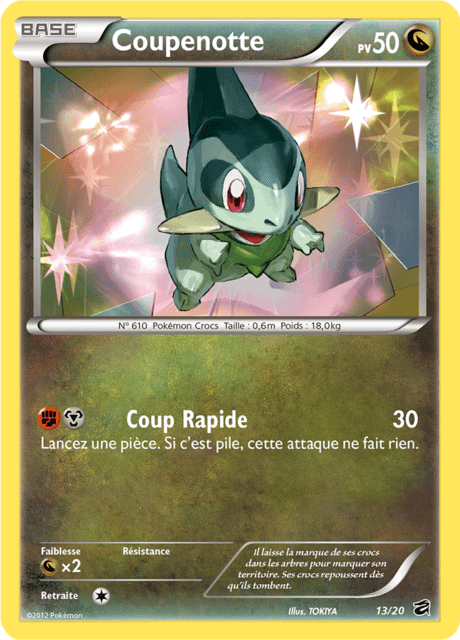 BASE
Coupenotte
PV50
N° 610 Pokémon Crocs Taille : 0,6m Poids : 18,0kg
Coup Rapide 30
Lancez une pièce. Si c'est pile, cette attaque ne fait rien.
Faiblesse Résistance
×2
Retraite
Il laisse la marque de ses crocs
dans les arbres pour marquer son
territoire. Ses crocs repoussent dès
qu'ils tombent.
©2012 Pokémon Illus. TOKIYA 13/20